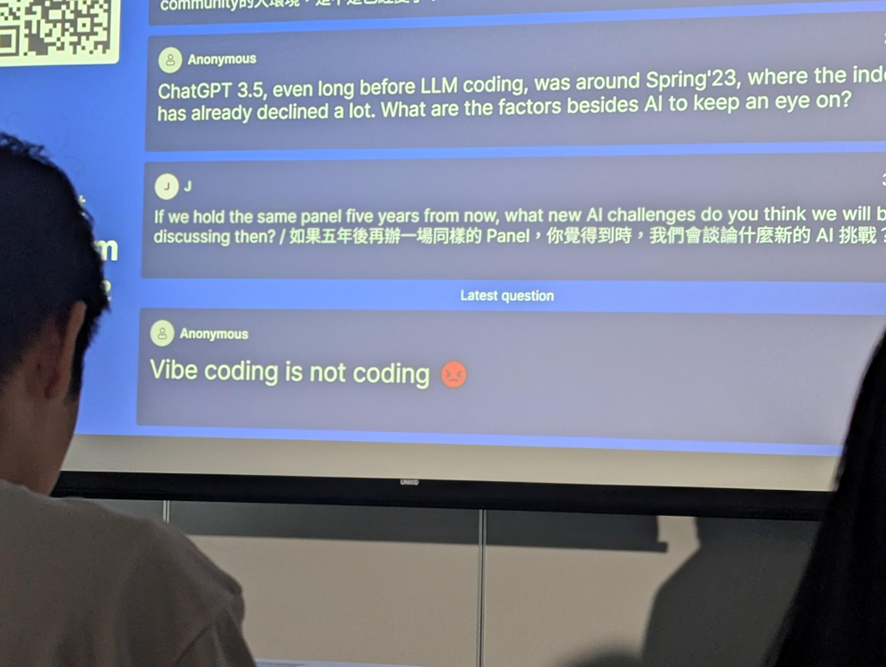 community的大環境，是不是已經變了
Anonymous
ChatGPT 3.5, even long before LLM coding, was around Spring'23, where the
has already declined a lot. What are the factors besides AI to keep an eye on?
J J
If we hold the same panel five years from now, what new AI challenges do you think we will
discussing then? / 如果五年後再辦一場同樣的 Panel，你覺得到時，我們會談論什麼新的 AI 挑戰？
Latest question
Anonymous
Vibe coding is not coding 😡
m